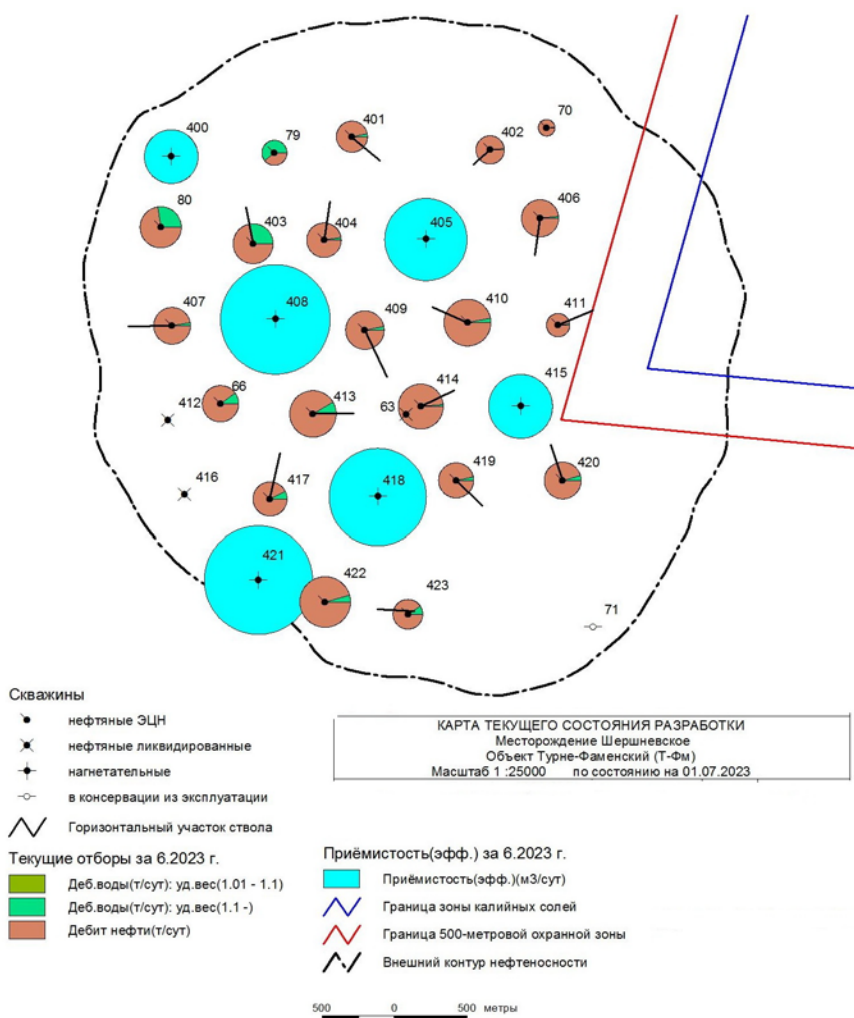 401
70
400
79
402
80
406
403
404
405
407
408
409
410
411
66
412
413
63
414
415
416
417
418
419
420
421
422
423
71
Скважины
нефтяные ЭЦН
нефтяные ликвидированные
нагнетательные
в консервации из эксплуатации
Горизонтальный участок ствола
КАРТА ТЕКУЩЕГО СОСТОЯНИЯ РАЗРАБОТКИ
Месторождение Шершневское
Объект Турне-Фаменский (Т-Фм)
Масштаб 1 :25000 по состоянию на 01.07.2023
Текущие отборы за 6.2023 г.
Деб.воды(т/сут): уд.вес(1.01 - 1.1)
Деб.воды(т/сут): уд.вес(1.1 -)
Дебит нефти(т/сут)
Приёмистость(эфф.) за 6.2023 г.
Приёмистость(эфф.)(м3/сут)
Граница зоны калийных солей
Граница 500-метровой охранной зоны
Внешний контур нефтеносности
500 0 500 метры